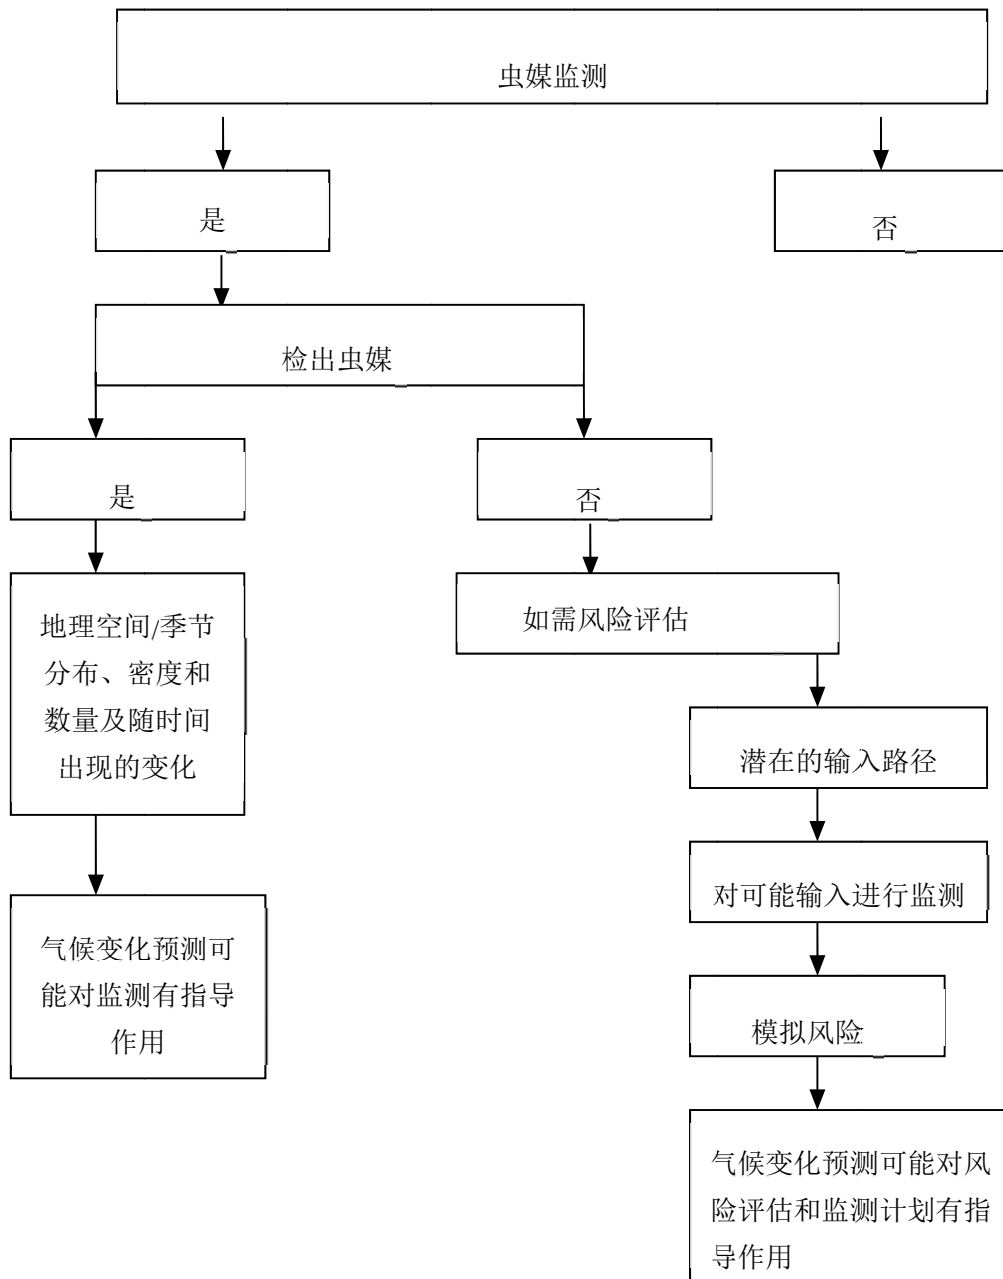 虫媒监测
是
否
检出虫媒
是
否
地理空间/季节
分布、密度和
数量及随时间
出现的变化
如需风险评估
潜在的输入路径
对可能输入进行监测
气候变化预测可
能对监测有指导
作用
模拟风险
气候变化预测可能对风
险评估和监测计划有指
导作用